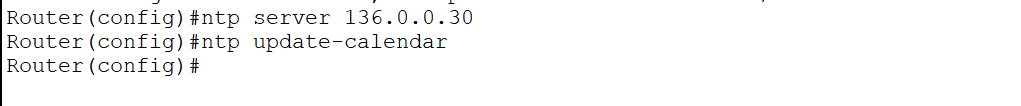 Router(config)#ntp server 136.0.0.30
Router(config)#ntp update-calendar
Router(config)#